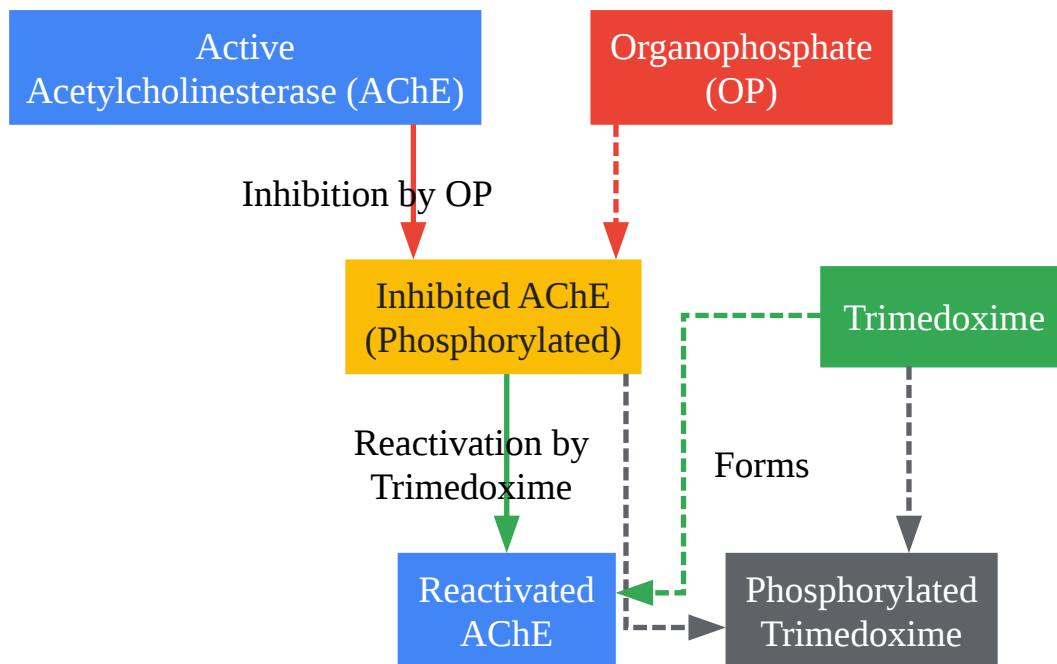 Active
Acetylcholinesterase (AChE)
Organophosphate
(OP)
Inhibition by OP
Inhibited AChE
(Phosphorylated)
Trimedoxime
Reactivation by
Trimedoxime
Forms
Reactivated
AChE
Phosphorylated
Trimedoxime